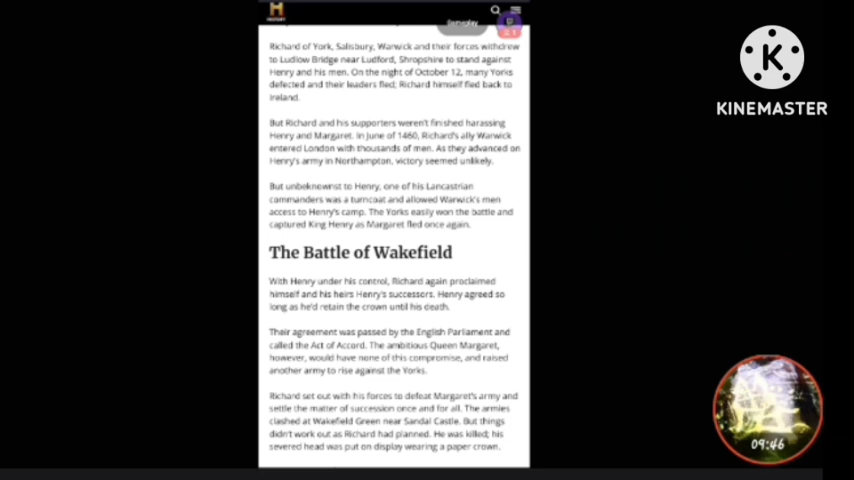 HISTORY
Gameplay
Richard of York, Salisbury, Warwick and their forces withdrew
to Ludlow Bridge near Ludford, Shropshire to stand against
Henry and his men. On the night of October 12, many Yorks
defected and their leaders fled; Richard himself fled back to
Ireland.
But Richard and his supporters weren't finished harassing
Henry and Margaret. In June of 1460, Richard's ally Warwick
entered London with thousands of men. As they advanced on
Henry's army in Northampton, victory seemed unlikely.
But unbeknownst to Henry, one of his Lancastrian
commanders was a turncoat and allowed Warwick's men
access to Henry's camp. The Yorks easily won the battle and
captured King Henry as Margaret fled once again.
The Battle of Wakefield
With Henry under his control, Richard again proclaimed
himself and his heirs Henry's successors. Henry agreed so
long as he'd retain the crown until his death.
Their agreement was passed by the English Parliament and
called the Act of Accord. The ambitious Queen Margaret,
however, would have none of this compromise, and raised
another army to rise against the Yorks.
Richard set out with his forces to defeat Margaret's army and
settle the matter of succession once and for all. The armies
clashed at Wakefield Green near Sandal Castle. But things
didn't work out as Richard had planned. He was killed; his
severed head was put on display wearing a paper crown.
K
KINEMASTER
09:46